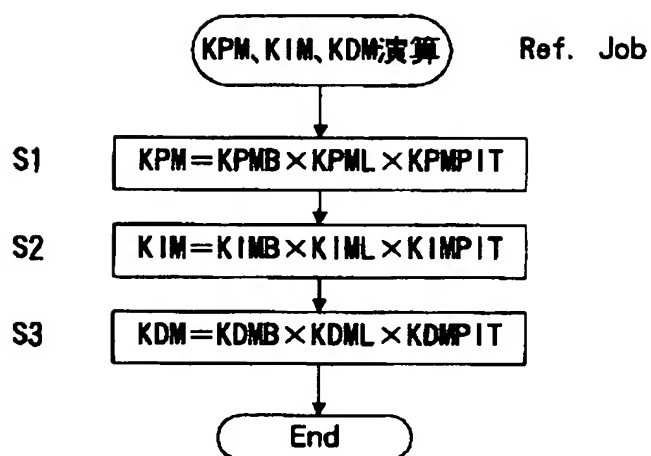 KPM、KIM、KDM演算 Ref. Job
S1 KPM=KPMB×KPML×KPMPIT
S2 KIM=KIMB×KIML×KIMPIT
S3 KDM=KDMB×KDML×KDMPIT
End